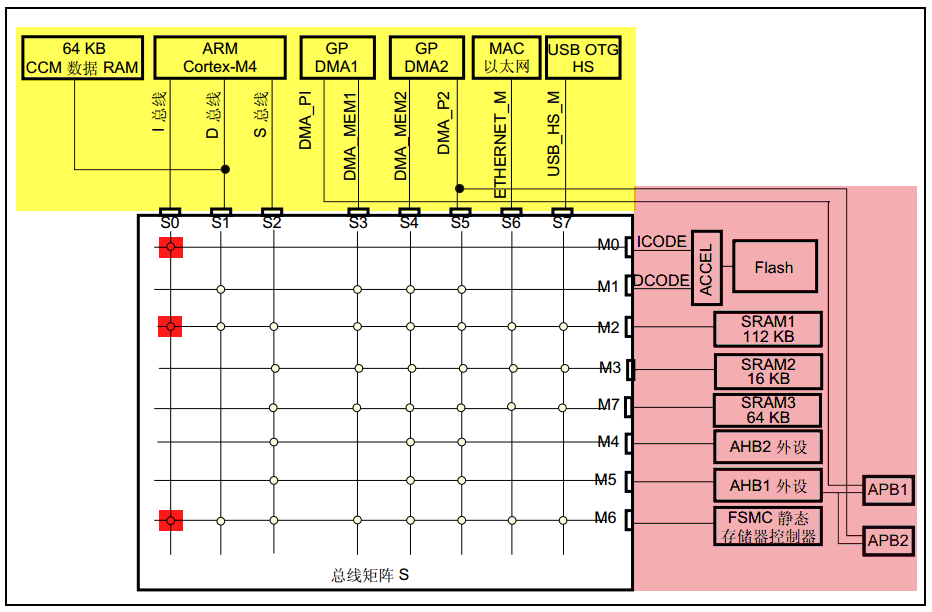 64 KB
CCM 数据 RAM
ARM
Cortex-M4
GP
DMA1
GP
DMA2
MAC
以太网
USB OTG
HS
I 总线
D 总线
S 总线
DMA_PI
DMA_MEM1
DMA_MEM2
DMA_P2
ETHERNET_M
USB_HS_M
S0
S1
S2
S3
S4
S5
S6
S7
M0
ICODE
M1
DCODE
ACCEL
Flash
M2
SRAM1
112 KB
M3
SRAM2
16 KB
M7
SRAM3
64 KB
M4
AHB2 外设
M5
AHB1 外设
APB1
M6
FSMC 静态
存储器控制器
APB2
总线矩阵 S